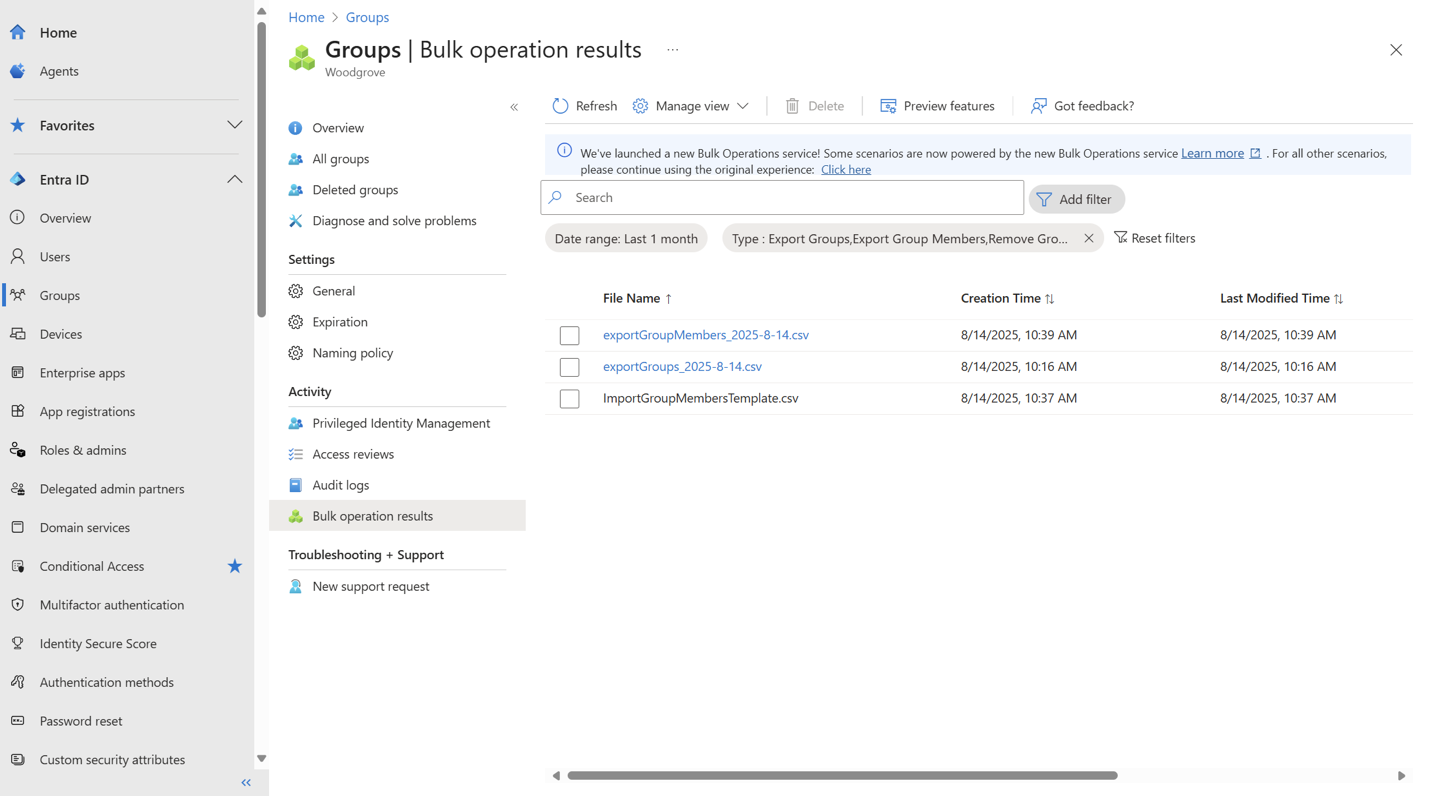 Home
Agents
Favorites
Entra ID
Overview
Users
Groups
Devices
Enterprise apps
App registrations
Roles & admins
Delegated admin partners
Domain services
Conditional Access
Multifactor authentication
Identity Secure Score
Authentication methods
Password reset
Custom security attributes
Home > Groups
Groups | Bulk operation results ...
Woodgrove
Overview
All groups
Deleted groups
Diagnose and solve problems
Settings
General
Expiration
Naming policy
Activity
Privileged Identity Management
Access reviews
Audit logs
Bulk operation results
Troubleshooting + Support
New support request
Refresh Manage view Delete Preview features Got feedback?
We've launched a new Bulk Operations service! Some scenarios are now powered by the new Bulk Operations service Learn more . For all other scenarios,
please continue using the original experience: Click here
Search Add filter
Date range: Last 1 month Type : Export Groups,Export Group Members,Remove Gro... Reset filters
File Name ↑ Creation Time ↑↓ Last Modified Time ↑↓
exportGroupMembers_2025-8-14.csv 8/14/2025, 10:39 AM 8/14/2025, 10:39 AM
exportGroups_2025-8-14.csv 8/14/2025, 10:16 AM 8/14/2025, 10:16 AM
ImportGroupMembersTemplate.csv 8/14/2025, 10:37 AM 8/14/2025, 10:37 AM